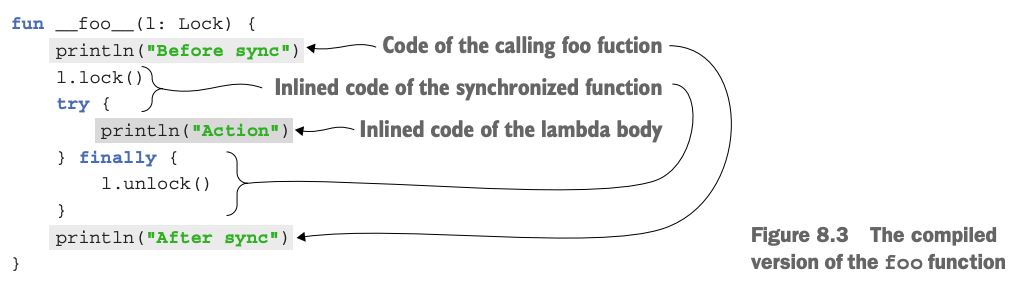 fun __foo__(l: Lock) {
println("Before sync")
Code of the calling foo fuction
l.lock()
Inlined code of the synchronized function
try {
println("Action")
Inlined code of the lambda body
} finally {
l.unlock()
}
println("After sync")
}
Figure 8.3 The compiled
version of the foo function